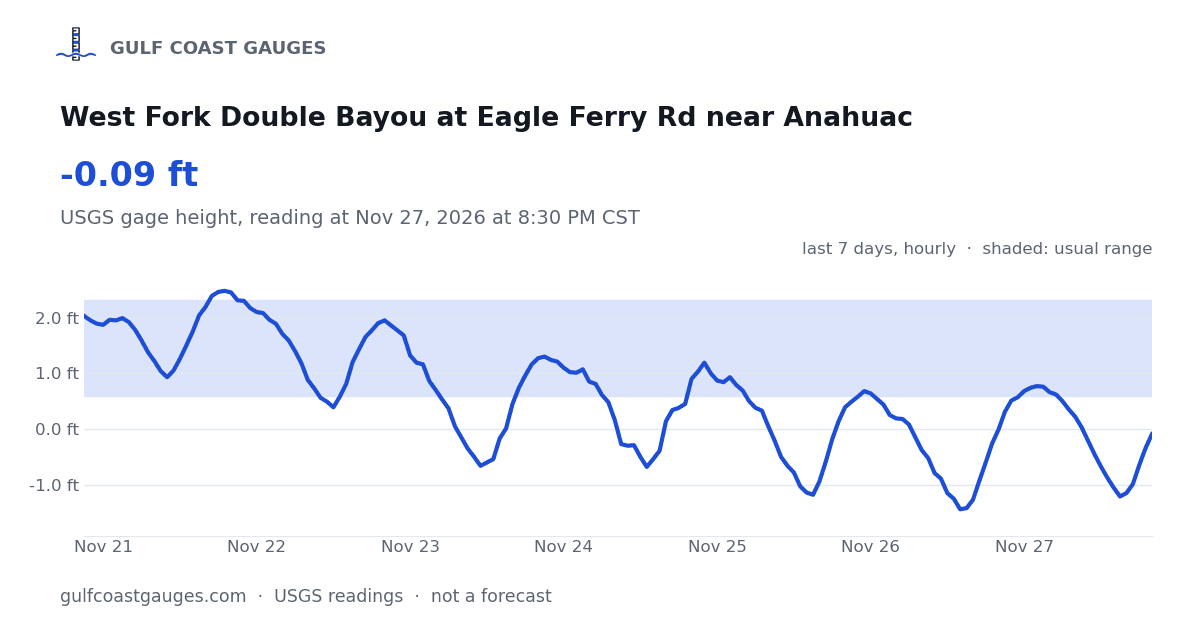 GULF COAST GAUGES
West Fork Double Bayou at Eagle Ferry Rd near Anahuac
-0.09 ft
USGS gage height, reading at Nov 27, 2026 at 8:30 PM CST
last 7 days, hourly · shaded: usual range
2.0 ft
1.0 ft
0.0 ft
-1.0 ft
Nov 21 Nov 22 Nov 23 Nov 24 Nov 25 Nov 26 Nov 27
gulfcoastgauges.com · USGS readings · not a forecast